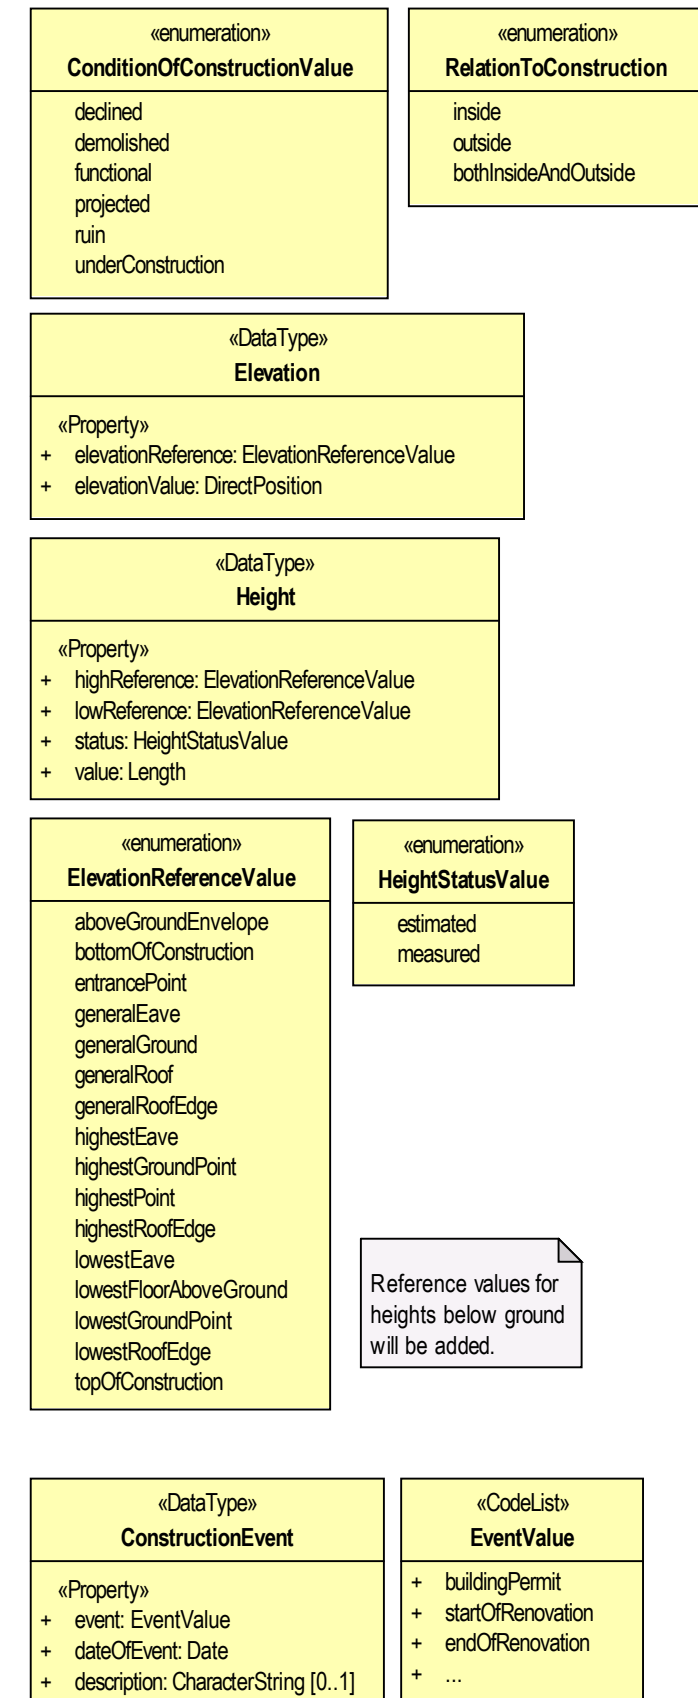 «enumeration»
ConditionOfConstructionValue
declined
demolished
functional
projected
ruin
underConstruction
«enumeration»
RelationToConstruction
inside
outside
bothInsideAndOutside
«DataType»
Elevation
«Property»
+ elevationReference: ElevationReferenceValue
+ elevationValue: DirectPosition
«DataType»
Height
«Property»
+ highReference: ElevationReferenceValue
+ lowReference: ElevationReferenceValue
+ status: HeightStatusValue
+ value: Length
«enumeration»
ElevationReferenceValue
aboveGroundEnvelope
bottomOfConstruction
entrancePoint
generalEave
generalGround
generalRoof
generalRoofEdge
highestEave
highestGroundPoint
highestPoint
highestRoofEdge
lowestEave
lowestFloorAboveGround
lowestGroundPoint
lowestRoofEdge
topOfConstruction
«enumeration»
HeightStatusValue
estimated
measured
Reference values for
heights below ground
will be added.
«DataType»
ConstructionEvent
«Property»
+ event: EventValue
+ dateOfEvent: Date
+ description: CharacterString [0..1]
«CodeList»
EventValue
+ buildingPermit
+ startOfRenovation
+ endOfRenovation
+ ...